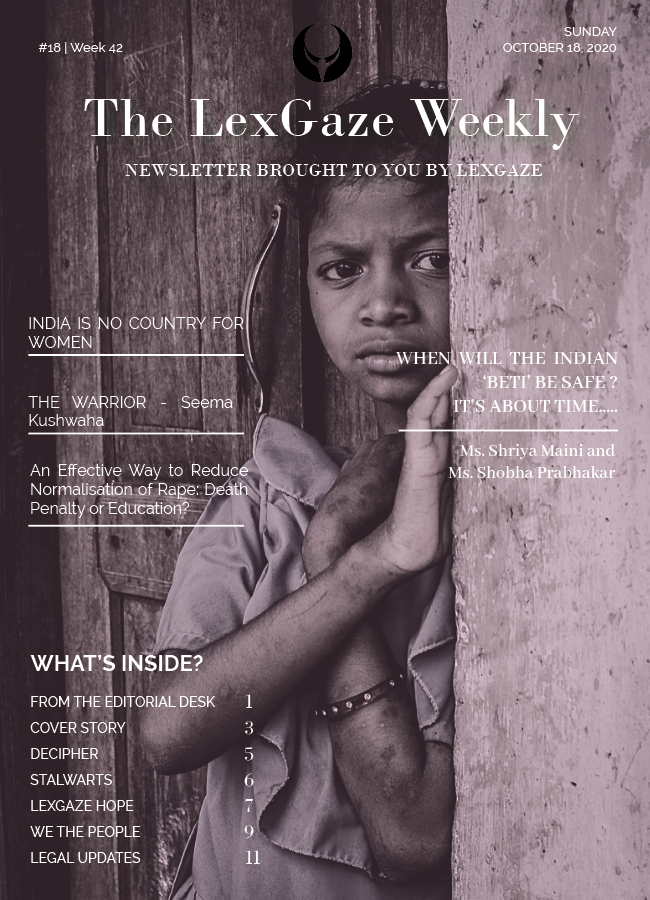 #18 | Week 42
SUNDAY
OCTOBER 18, 2020
The LexGaze Weekly
NEWSLETTER BROUGHT TO YOU BY LEXGAZE
INDIA IS NO COUNTRY FOR
WOMEN
THE WARRIOR - Seema
Kushwaha
An Effective Way to Reduce
Normalisation of Rape: Death
Penalty or Education?
WHEN WILL THE INDIAN
'BETI' BE SAFE ?
IT'S ABOUT TIME.....
Ms. Shriya Maini and
Ms. Shobha Prabhakar
WHAT'S INSIDE?
FROM THE EDITORIAL DESK 1
COVER STORY 3
DECIPHER 5
STALWARTS 6
LEXGAZE HOPE 7
WE THE PEOPLE 9
LEGAL UPDATES 11